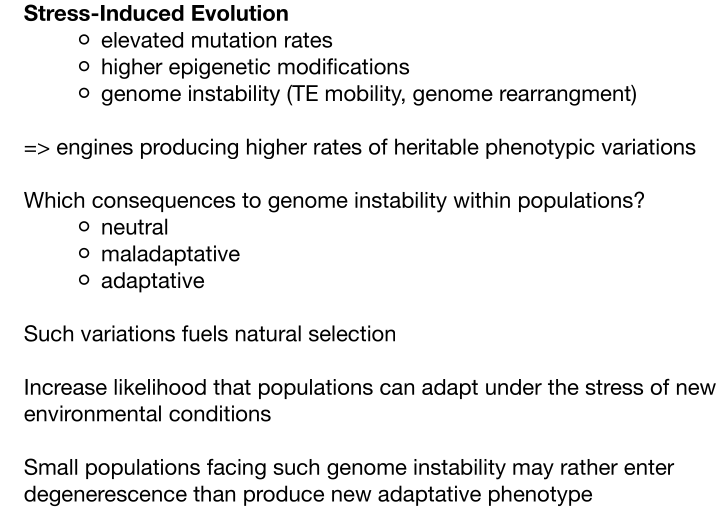 Stress-Induced Evolution
○ elevated mutation rates
○ higher epigenetic modifications
○ genome instability (TE mobility, genome rearrangment)
=> engines producing higher rates of heritable phenotypic variations
Which consequences to genome instability within populations?
○ neutral
○ maladaptative
○ adaptative
Such variations fuels natural selection
Increase likelihood that populations can adapt under the stress of new
environmental conditions
Small populations facing such genome instability may rather enter
degenerescence than produce new adaptative phenotype